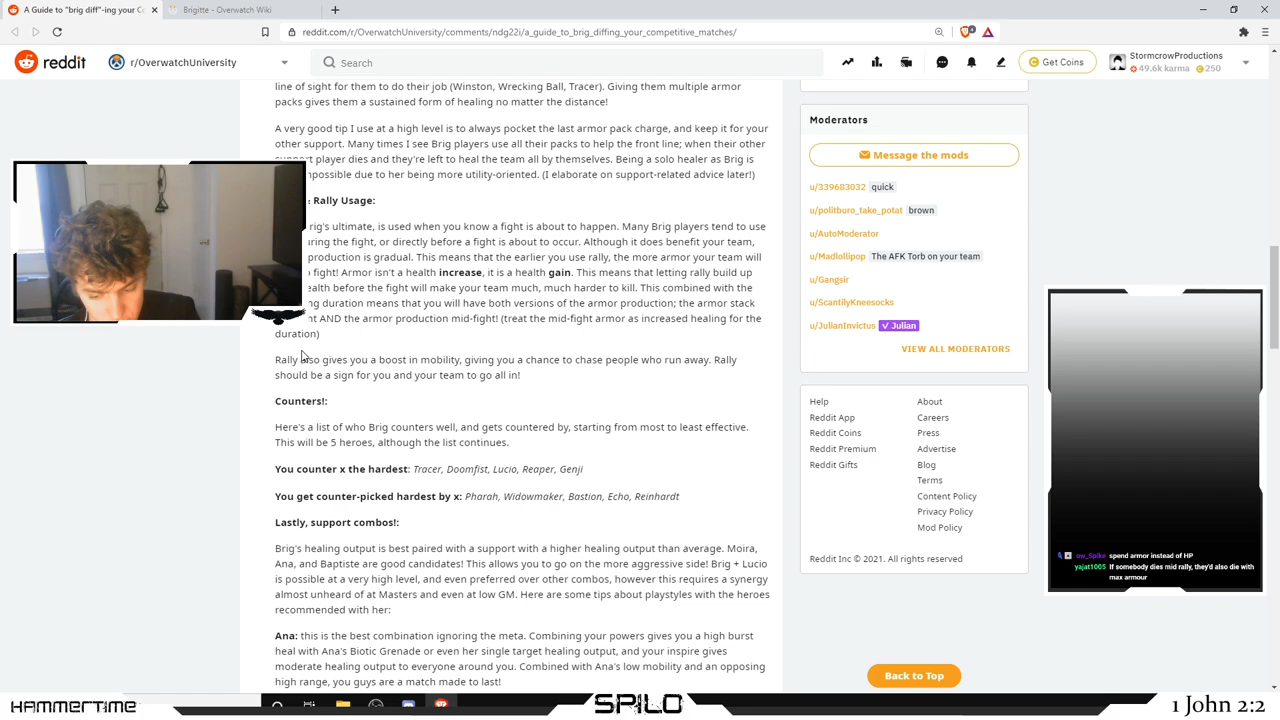 A Guide to "brig diff"-ing your C
Brigitte - Overwatch Wiki
reddit.com/r/OverwatchUniversity/comments/ndg22i/a_guide_to_brig_diffing_your_competitive_matches/
reddit
r/OverwatchUniversity
Search
Get Coins
StormcrowProductions
49.6k karma
250
line of sight for them to do their job (Winston, Wrecking Ball, Tracer). Giving them multiple armor
packs gives them a sustained form of healing no matter the distance!
A very good tip I use at a high level is to always pocket the last armor pack charge, and keep it for your
other support. Many times I see Brig players use all their packs to help the front line; when their other
support player dies and they're left to heal the team all by themselves. Being a solo healer as Brig is
mpossible due to her being more utility-oriented. (I elaborate on support-related advice later!)
Rally Usage:
rig's ultimate, is used when you know a fight is about to happen. Many Brig players tend to use
uring the fight, or directly before a fight is about to occur. Although it does benefit your team,
production is gradual. This means that the earlier you use rally, the more armor your team will
fight! Armor isn't a health increase, it is a health gain. This means that letting rally build up
ealth before the fight will make your team much, much harder to kill. This combined with the
ng duration means that you will have both versions of the armor production; the armor stack
nt AND the armor production mid-fight! (treat the mid-fight armor as increased healing for the
duration)
Rally also gives you a boost in mobility, giving you a chance to chase people who run away. Rally
should be a sign for you and your team to go all in!
Counters!:
Here's a list of who Brig counters well, and gets countered by, starting from most to least effective.
This will be 5 heroes, although the list continues.
You counter x the hardest: Tracer, Doomfist, Lucio, Reaper, Genji
You get counter-picked hardest by x: Pharah, Widowmaker, Bastion, Echo, Reinhardt
Lastly, support combos!:
Brig's healing output is best paired with a support with a higher healing output than average. Moira,
Ana, and Baptiste are good candidates! This allows you to go on the more aggressive side! Brig + Lucio
is possible at a very high level, and even preferred over other combos, however this requires a synergy
almost unheard of at Masters and even at low GM. Here are some tips about playstyles with the heroes
recommended with her:
Ana: this is the best combination ignoring the meta. Combining your powers gives you a high burst
heal with Ana's Biotic Grenade or even her single target healing output, and your inspire gives
moderate healing output to everyone around you. Combined with Ana's low mobility and an opposing
high range, you guys are a match made to last!
Moderators
Message the mods
u/339683032 quick
u/politburo_take_potat brown
u/AutoModerator
u/Madlollipop The AFK Torb on your team
u/Gangsir
u/ScantilyKneesocks
u/JulianInvictus √ Julian
VIEW ALL MODERATORS
Help About
Reddit App Careers
Reddit Coins Press
Reddit Premium Advertise
Reddit Gifts Blog
Terms
Content Policy
Privacy Policy
Mod Policy
Reddit Inc © 2021. All rights reserved
Back to Top
ow_Spike spend armor instead of HP
yajat1005 If somebody dies mid rally, they'd also die with
max armour
HAMMERTIME
SPILO
1 John 2:2